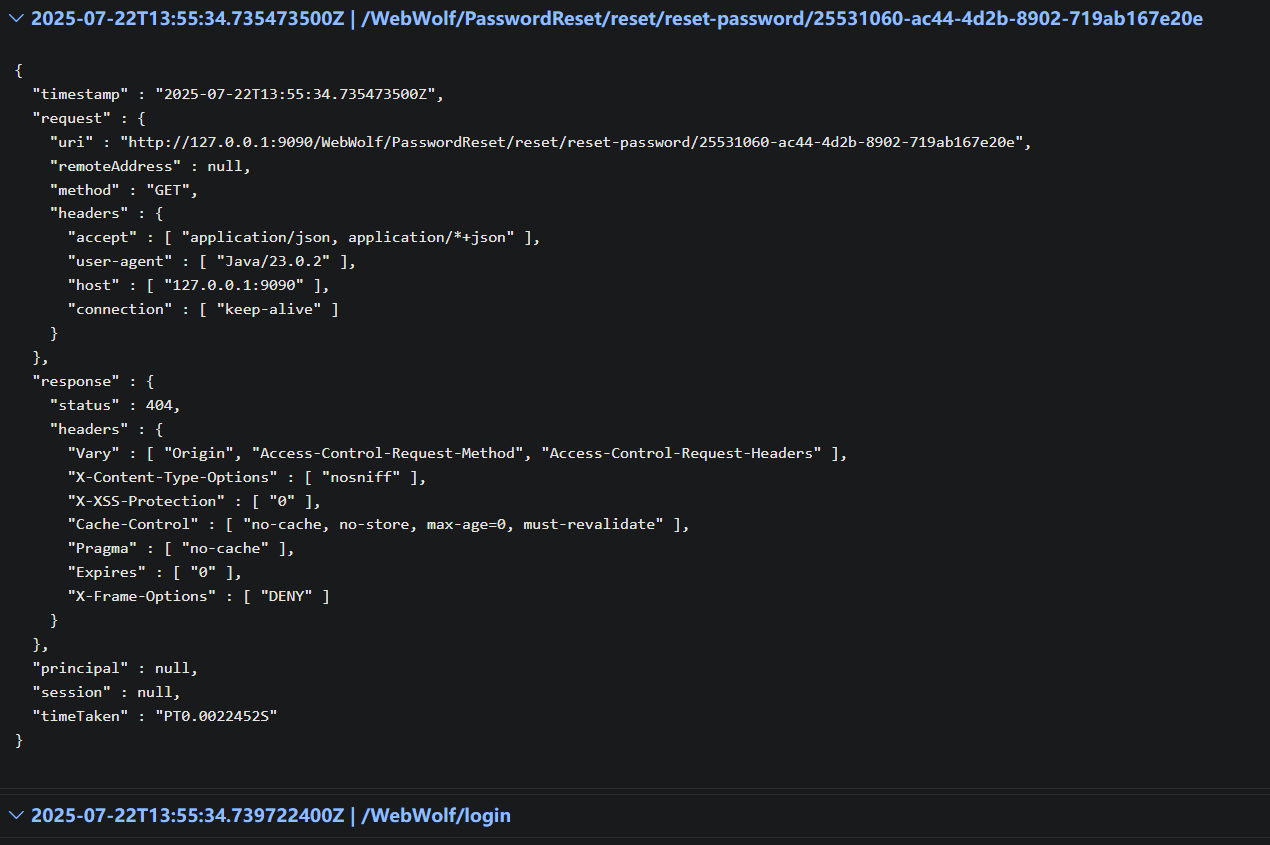 2025-07-22T13:55:34.735473500Z | /WebWolf/PasswordReset/reset/reset-password/25531060-ac44-4d2b-8902-719ab167e20e
{
  "timestamp" : "2025-07-22T13:55:34.735473500Z",
  "request" : {
    "uri" : "http://127.0.0.1:9090/WebWolf/PasswordReset/reset/reset-password/25531060-ac44-4d2b-8902-719ab167e20e",
    "remoteAddress" : null,
    "method" : "GET",
    "headers" : {
      "accept" : [ "application/json, application/*+json" ],
      "user-agent" : [ "Java/23.0.2" ],
      "host" : [ "127.0.0.1:9090" ],
      "connection" : [ "keep-alive" ]
    }
  },
  "response" : {
    "status" : 404,
    "headers" : {
      "Vary" : [ "Origin", "Access-Control-Request-Method", "Access-Control-Request-Headers" ],
      "X-Content-Type-Options" : [ "nosniff" ],
      "X-XSS-Protection" : [ "0" ],
      "Cache-Control" : [ "no-cache, no-store, max-age=0, must-revalidate" ],
      "Pragma" : [ "no-cache" ],
      "Expires" : [ "0" ],
      "X-Frame-Options" : [ "DENY" ]
    }
  },
  "principal" : null,
  "session" : null,
  "timeTaken" : "PT0.0022452S"
}
2025-07-22T13:55:34.739722400Z | /WebWolf/login